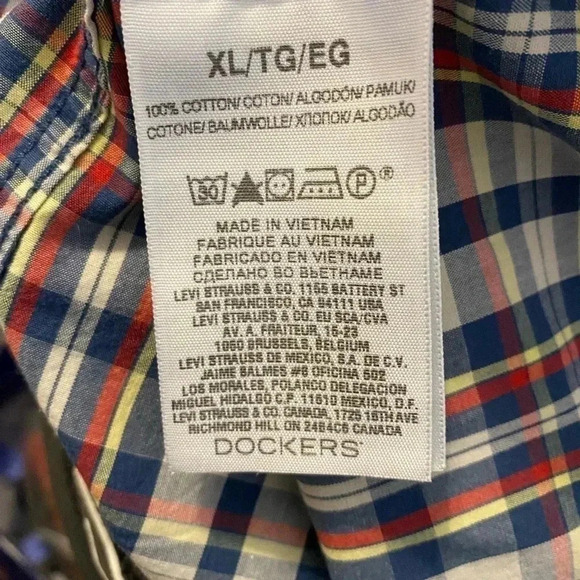 XL/TG/EG
100% COTTON/ COTON/ ALGODÓN/ PAMUK/
COTONE/ BAUMWOLLE/ ХЛОПОК/ ALGODÃO
30 P ®
MADE IN VIETNAM
FABRIQUE AU VIETNAM
FABRICADO EN VIETNAM
СДЕЛАНО ВО ВЬЕТНАМЕ
LEVI STRAUSS & CO. 1155 BATTERY ST
SAN FRANCISCO, CA 94111 USA
LEVI STRAUSS & CO. EU SCA/CVA
AV. A. FRAITEUR, 15-23
1050 BRUSSELS, BELGIUM
LEVI STRAUSS DE MEXICO, S.A. DE C.V.
JAIME BALMES #8 OFICINA 502
LOS MORALES, POLANCO DELEGACION
MIGUEL HIDALGO C.P. 11510 MEXICO, D.F.
LEVI STRAUSS & CO. CANADA, 1725 16TH AVE
RICHMOND HILL ON L4B4C6 CANADA
DOCKERS